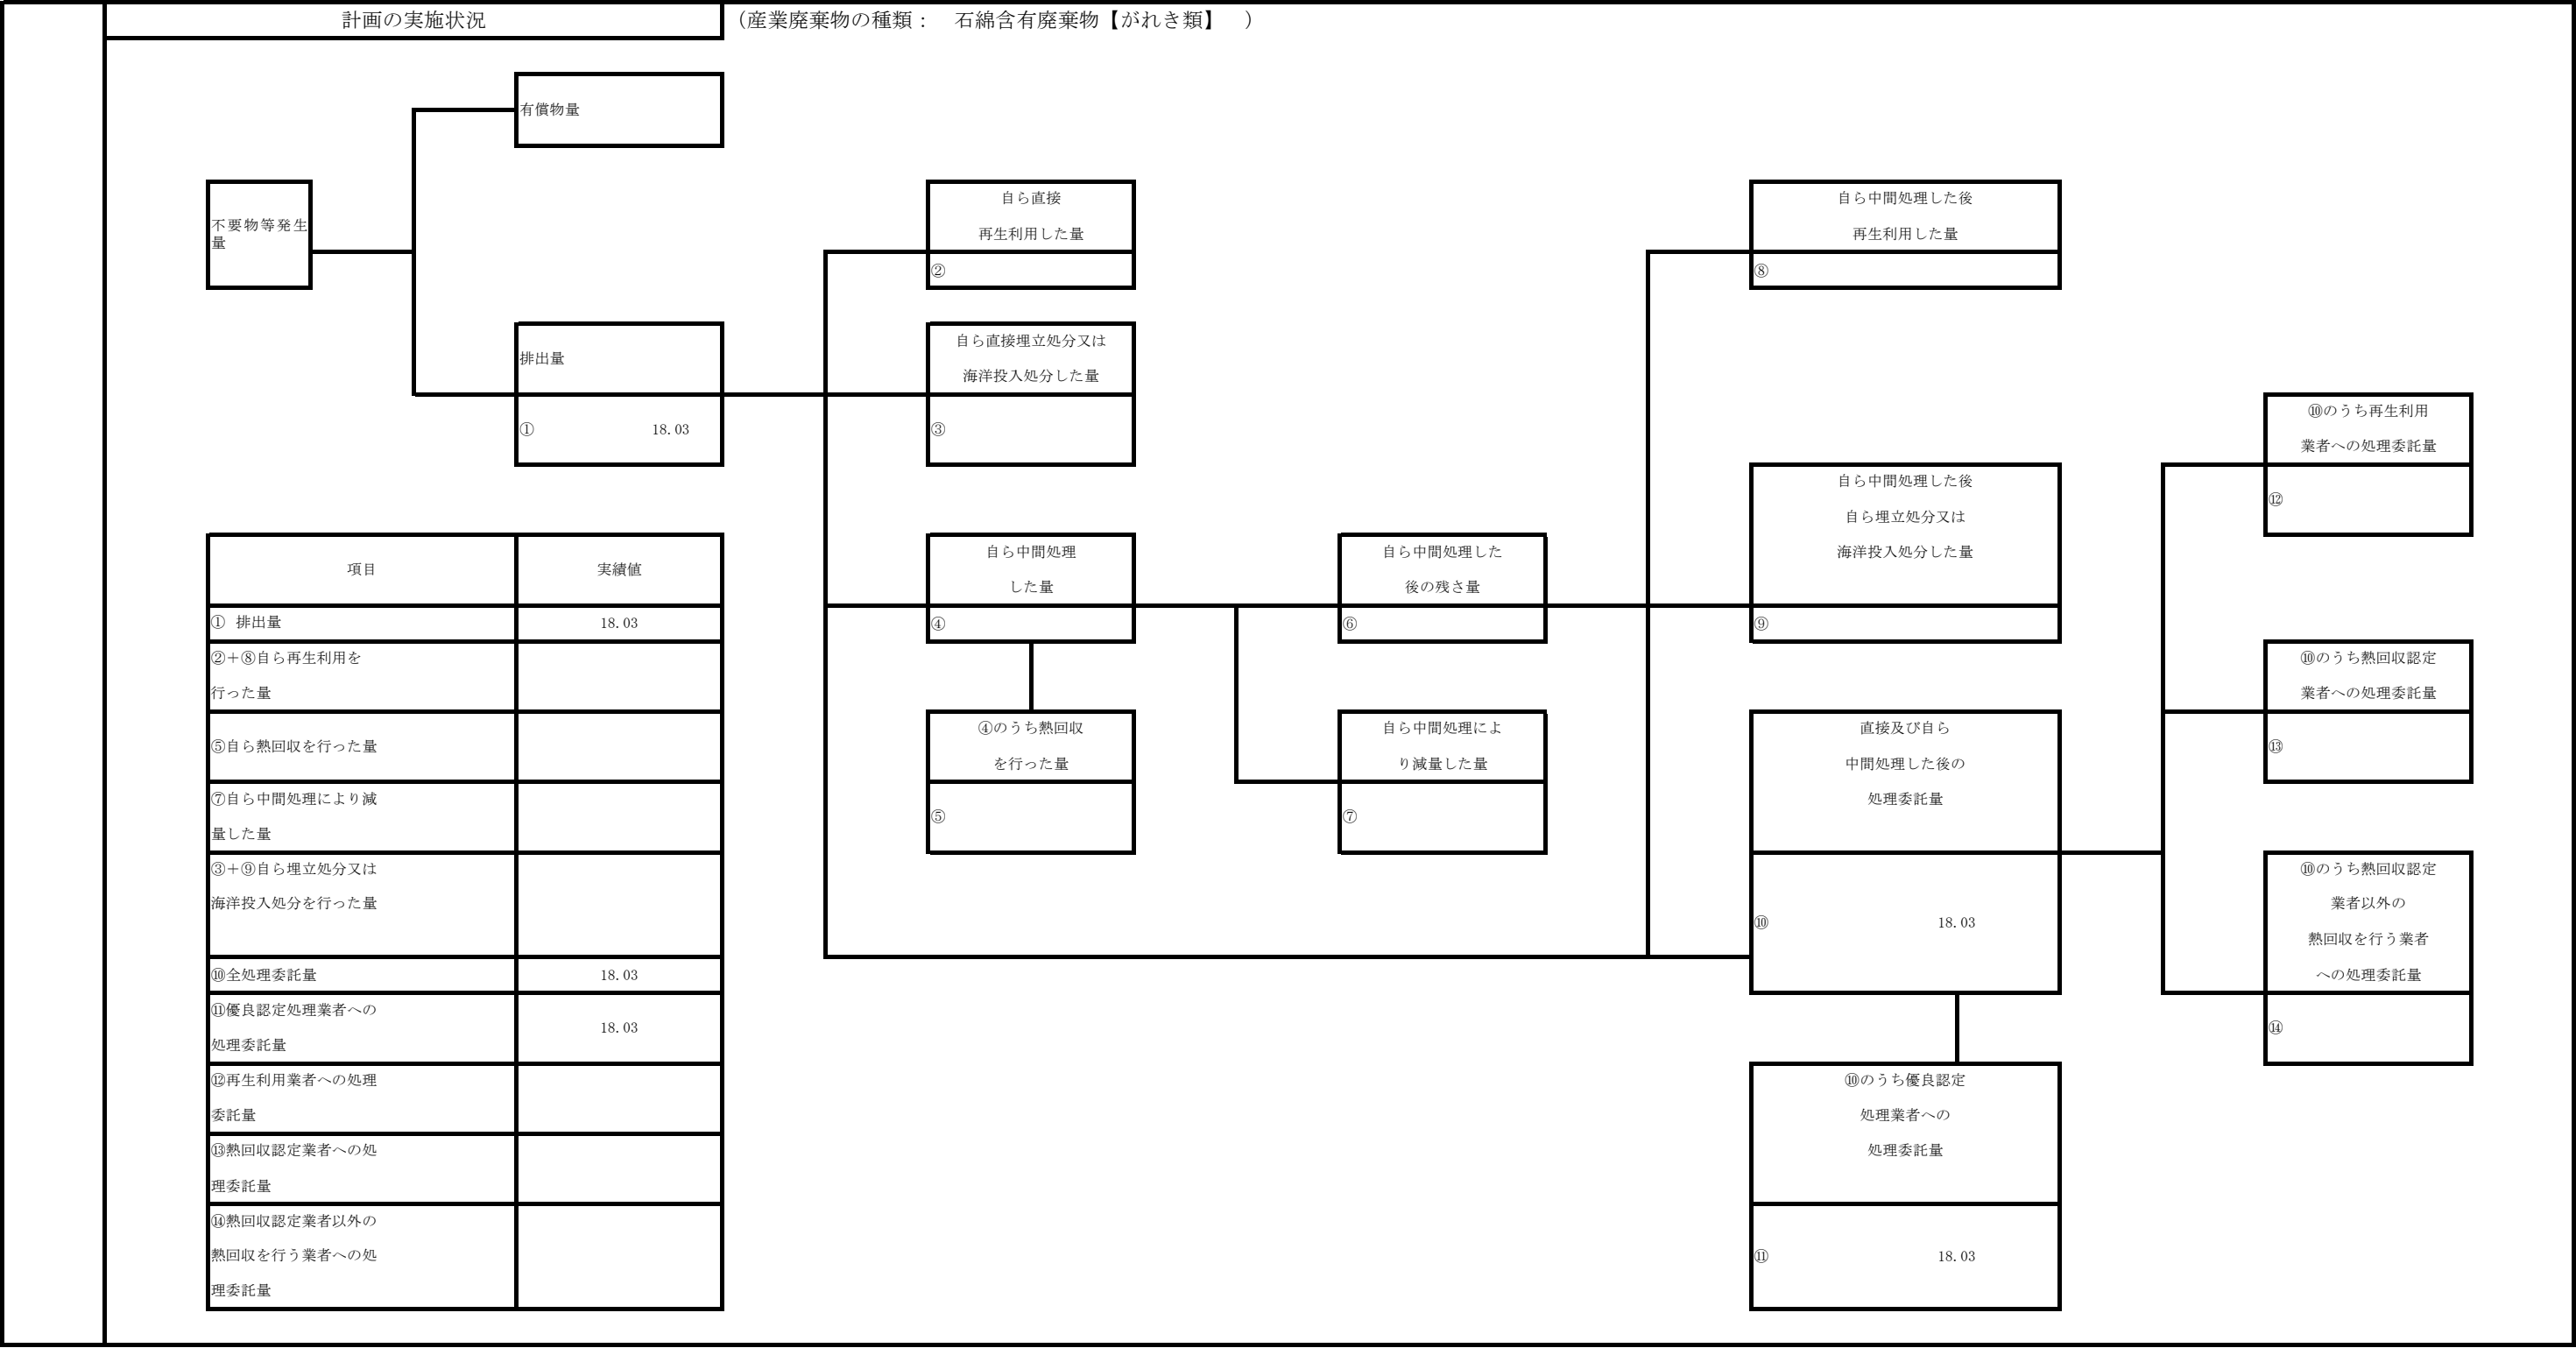 計画の実施状況
（産業廃棄物の種類： 石綿含有廃棄物【がれき類】 ）
有償物量
不要物等発生
量
排出量
① 18.03
自ら直接
再生利用した量
②
自ら直接埋立処分又は
海洋投入処分した量
③
自ら中間処理
した量
④
④のうち熱回収
を行った量
⑤
自ら中間処理した
後の残さ量
⑥
自ら中間処理によ
り減量した量
⑦
自ら中間処理した後
再生利用した量
⑧
自ら中間処理した後
自ら埋立処分又は
海洋投入処分した量
⑨
直接及び自ら
中間処理した後の
処理委託量
⑩ 18.03
⑩のうち優良認定
処理業者への
処理委託量
⑪ 18.03
⑩のうち再生利用
業者への処理委託量
⑫
⑩のうち熱回収認定
業者への処理委託量
⑬
⑩のうち熱回収認定
業者以外の
熱回収を行う業者
への処理委託量
⑭
項目 実績値
① 排出量 18.03
②＋⑧自ら再生利用を
行った量
⑤自ら熱回収を行った量
⑦自ら中間処理により減
量した量
③＋⑨自ら埋立処分又は
海洋投入処分を行った量
⑩全処理委託量 18.03
⑪優良認定処理業者への
処理委託量 18.03
⑫再生利用業者への処理
委託量
⑬熱回収認定業者への処
理委託量
⑭熱回収認定業者以外の
熱回収を行う業者への処
理委託量